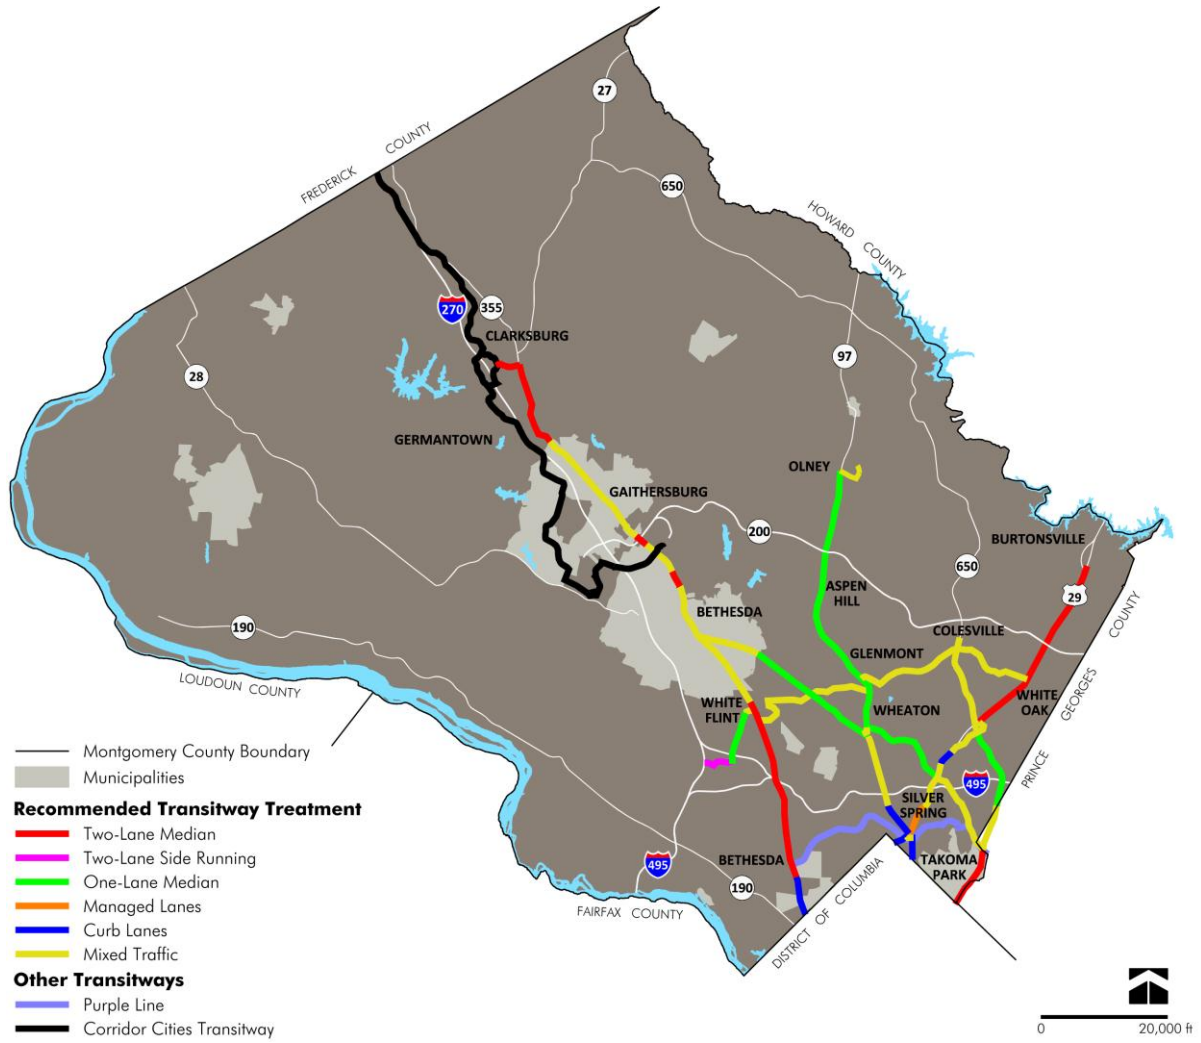 27
FREDERICK COUNTY
650
HOWARD COUNTY
270
355
CLARKSBURG
97
28
GERMANTOWN
OLNEY
GAITHERSBURG
200
BURTONSVILLE
650
ASPEN
HILL
29
BETHESDA
190
COLESVILLE
GLENMONT
LOUDOUN COUNTY
WHITE
FLINT
WHEATON
WHITE
OAK
PRINCE GEORGES COUNTY
495
SILVER
SPRING
BETHESDA
TAKOMA
PARK
495
190
FAIRFAX COUNTY
DISTRICT OF COLUMBIA
Montgomery County Boundary
Municipalities
Recommended Transitway Treatment
Two-Lane Median
Two-Lane Side Running
One-Lane Median
Managed Lanes
Curb Lanes
Mixed Traffic
Other Transitways
Purple Line
Corridor Cities Transitway
0 20,000 ft